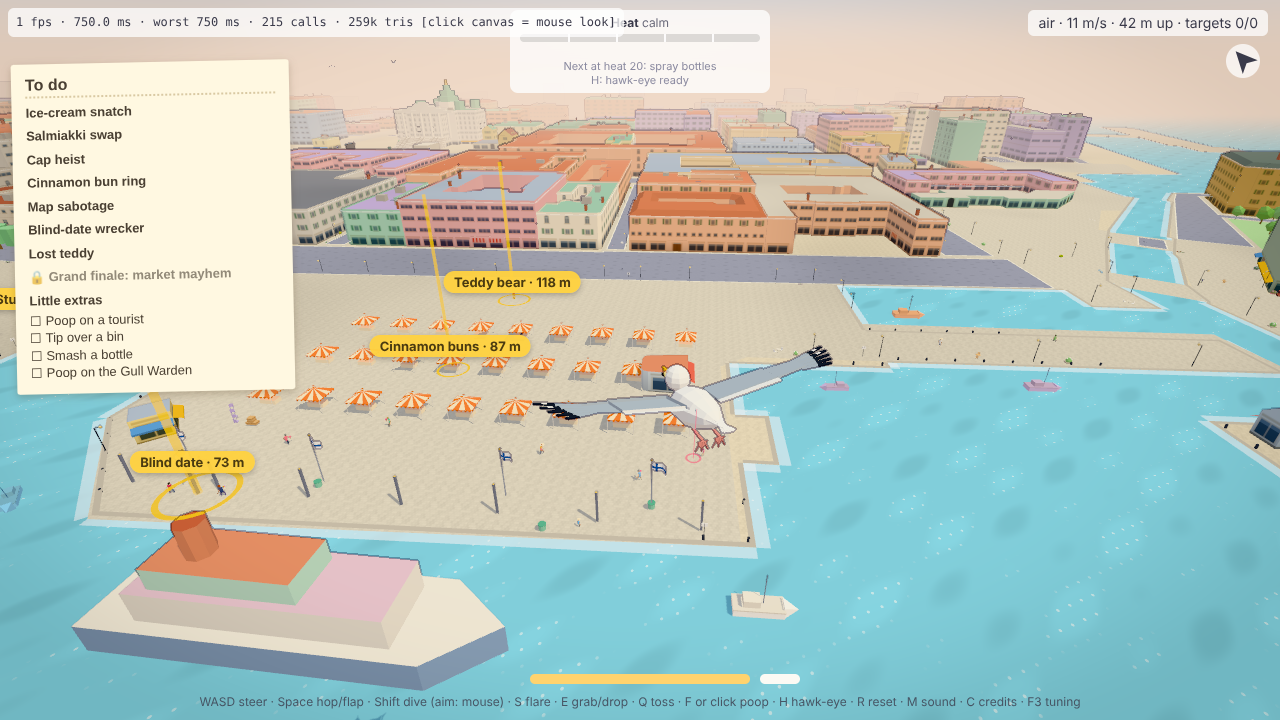 1 fps · 750.0 ms · worst 750 ms · 215 calls · 259k tris [click canvas = mouse look]
calm
air · 11 m/s · 42 m up · targets 0/0
Next at heat 20: spray bottles
H: hawk-eye ready
To do
Ice-cream snatch
Salmiakki swap
Cap heist
Cinnamon bun ring
Map sabotage
Blind-date wrecker
Lost teddy
Grand finale: market mayhem
Little extras
Poop on a tourist
Tip over a bin
Smash a bottle
Poop on the Gull Warden
Teddy bear · 118 m
Cinnamon buns · 87 m
Blind date · 73 m
WASD steer · Space hop/flap · Shift dive (aim: mouse) · S flare · E grab/drop · Q toss · F or click poop · H hawk-eye · R reset · M sound · C credits · F3 tuning